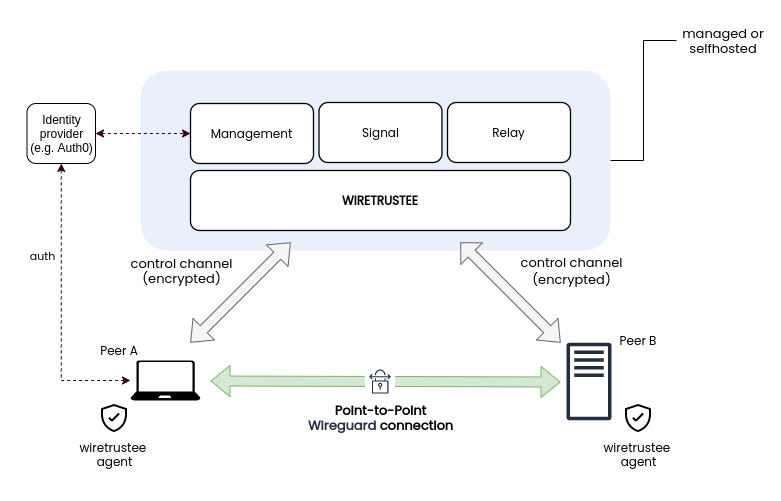 managed or
selfhosted
Identity
provider
(e.g. Auth0)
Management
Signal
Relay
WIRETRUSTEE
auth
control channel
(encrypted)
control channel
(encrypted)
Peer A
Peer B
Point-to-Point
Wireguard connection
wiretrustee
agent
wiretrustee
agent